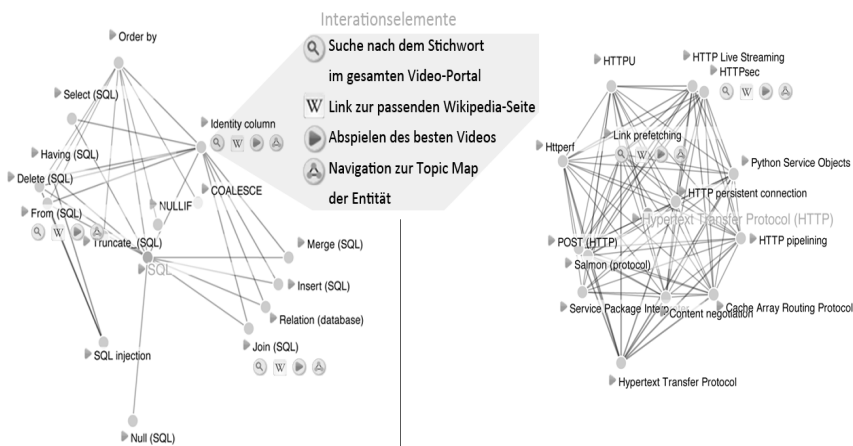 Interationselemente
Suche nach dem Stichwort
im gesamten Video-Portal
W Link zur passenden Wikipedia-Seite
Abspielen des besten Videos
Navigation zur Topic Map
der Entität
Order by
Select (SQL)
Identity column
W
Having (SQL)
Delete (SQL)
COALESCE
NULLIF
From (SQL)
W
Truncate_(SQL)
SQL
Merge (SQL)
Insert (SQL)
Relation (database)
Join (SQL)
W
SQL injection
Null (SQL)
HTTPU
HTTP Live Streaming
HTTPsec
W
Link prefetching
W
Httperf
Python Service Objects
HTTP persistent connection
Hypertext Transfer Protocol (HTTP)
POST (HTTP)
HTTP pipelining
Salmon (protocol)
Service Package
Content negotiation
Cache Array Routing Protocol
Hypertext Transfer Protocol